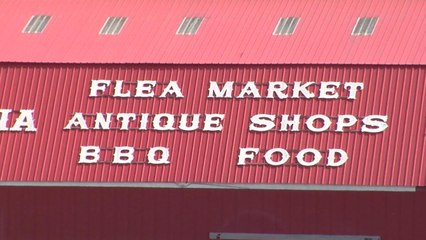 FLEA MARKET
ANTIQUE SHOPS
BBQ FOOD